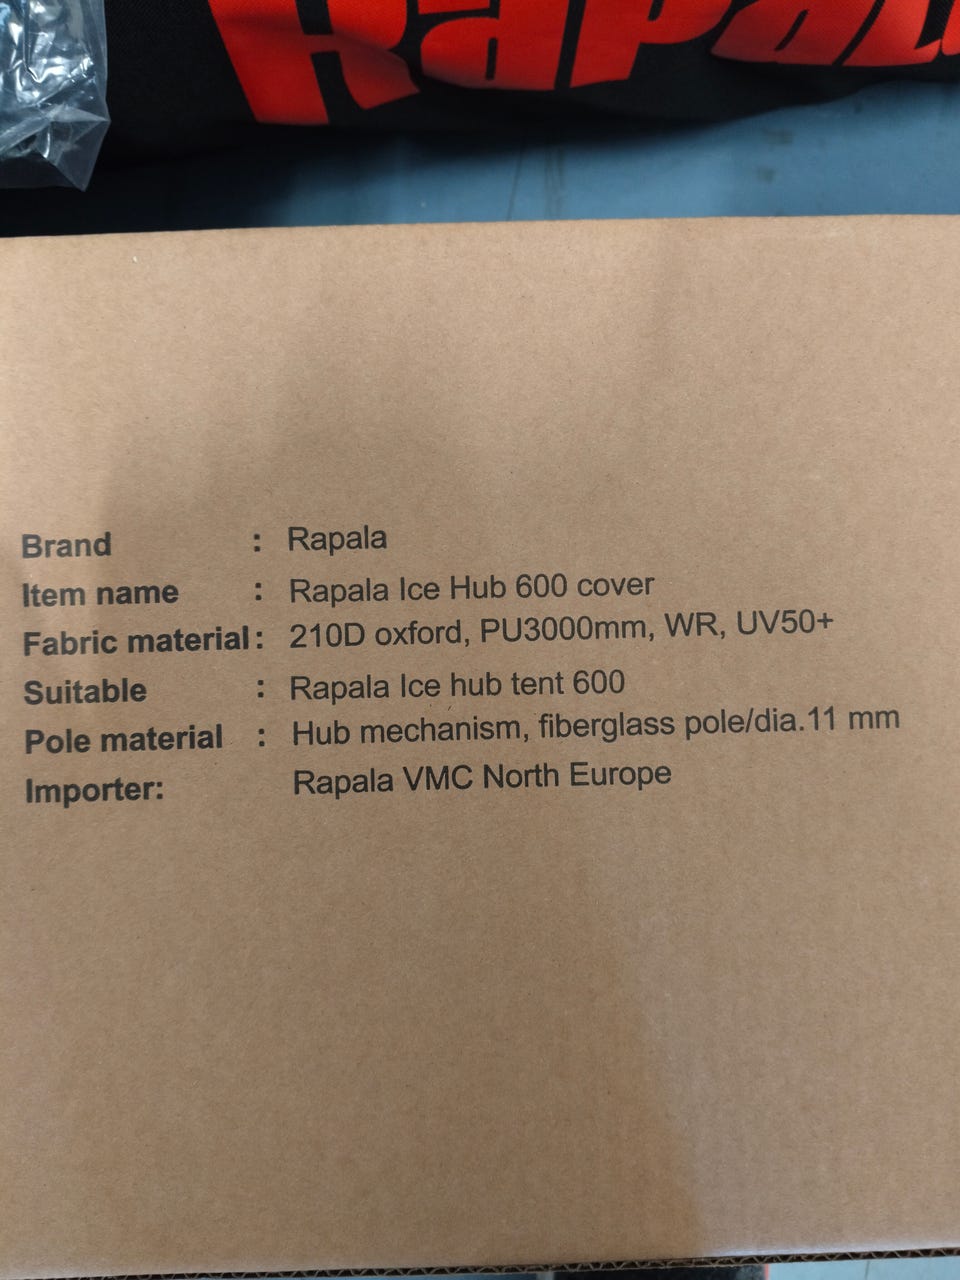 Rapala
Brand : Rapala
Item name : Rapala Ice Hub 600 cover
Fabric material : 210D oxford, PU3000mm, WR, UV50+
Suitable : Rapala Ice hub tent 600
Pole material : Hub mechanism, fiberglass pole/dia.11 mm
Importer: Rapala VMC North Europe